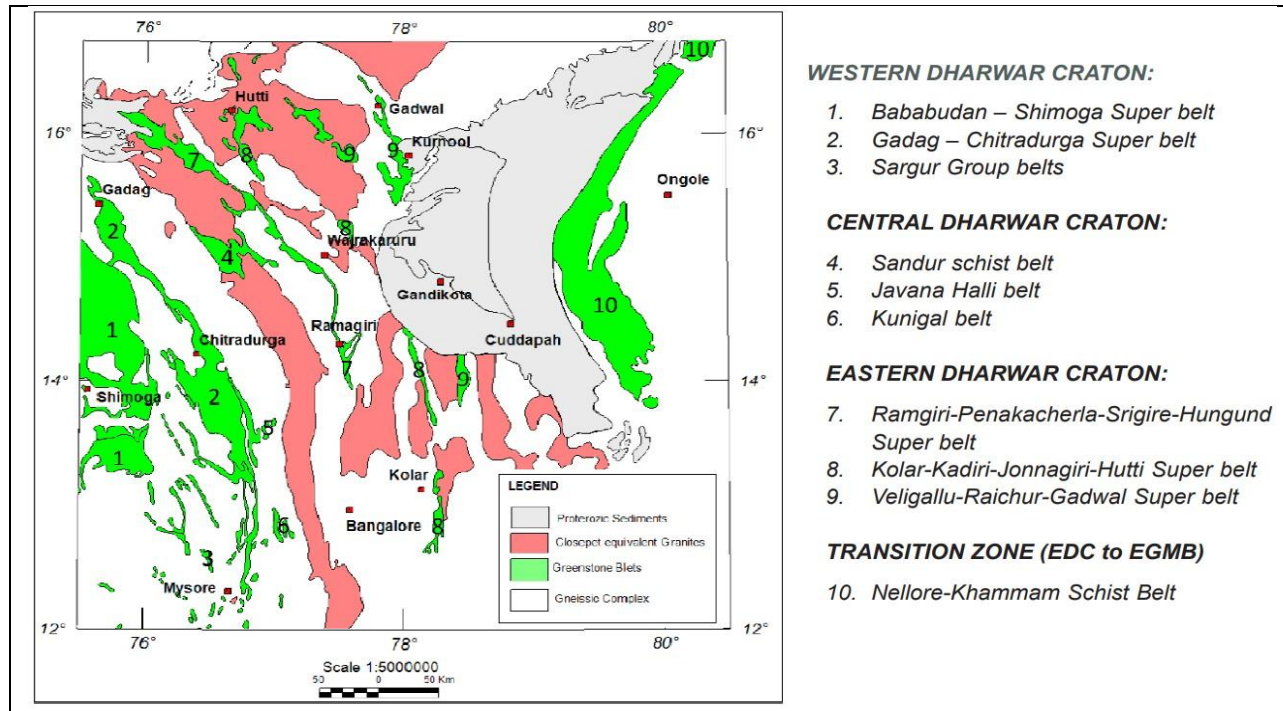 76°
78°
80°
10
Hutti
Gadwal
16°
16°
7
8
9
9
Kurnool
Gadag
Ongole
2
8
Wajrakaruru
4
Gandikota
10
1
Ramagiri
Chitradurga
Cuddapah
7
8
9
14°
14°
Shimoga
2
5
1
Kolar
Bangalore
8
6
3
Mysore
12°
12°
76°
78°
80°
LEGEND
Proterozic Sediments
Closepet equivalent Granites
Greenstone Blets
Gneissic Complex
Scale 1:5000000
50 0 50 Km
WESTERN DHARWAR CRATON:
1. Bababudan – Shimoga Super belt
2. Gadag – Chitradurga Super belt
3. Sargur Group belts
CENTRAL DHARWAR CRATON:
4. Sandur schist belt
5. Javana Halli belt
6. Kunigal belt
EASTERN DHARWAR CRATON:
7. Ramgiri-Penakacherla-Srigire-Hungund
Super belt
8. Kolar-Kadiri-Jonnagiri-Hutti Super belt
9. Veligallu-Raichur-Gadwal Super belt
TRANSITION ZONE (EDC to EGMB)
10. Nellore-Khammam Schist Belt